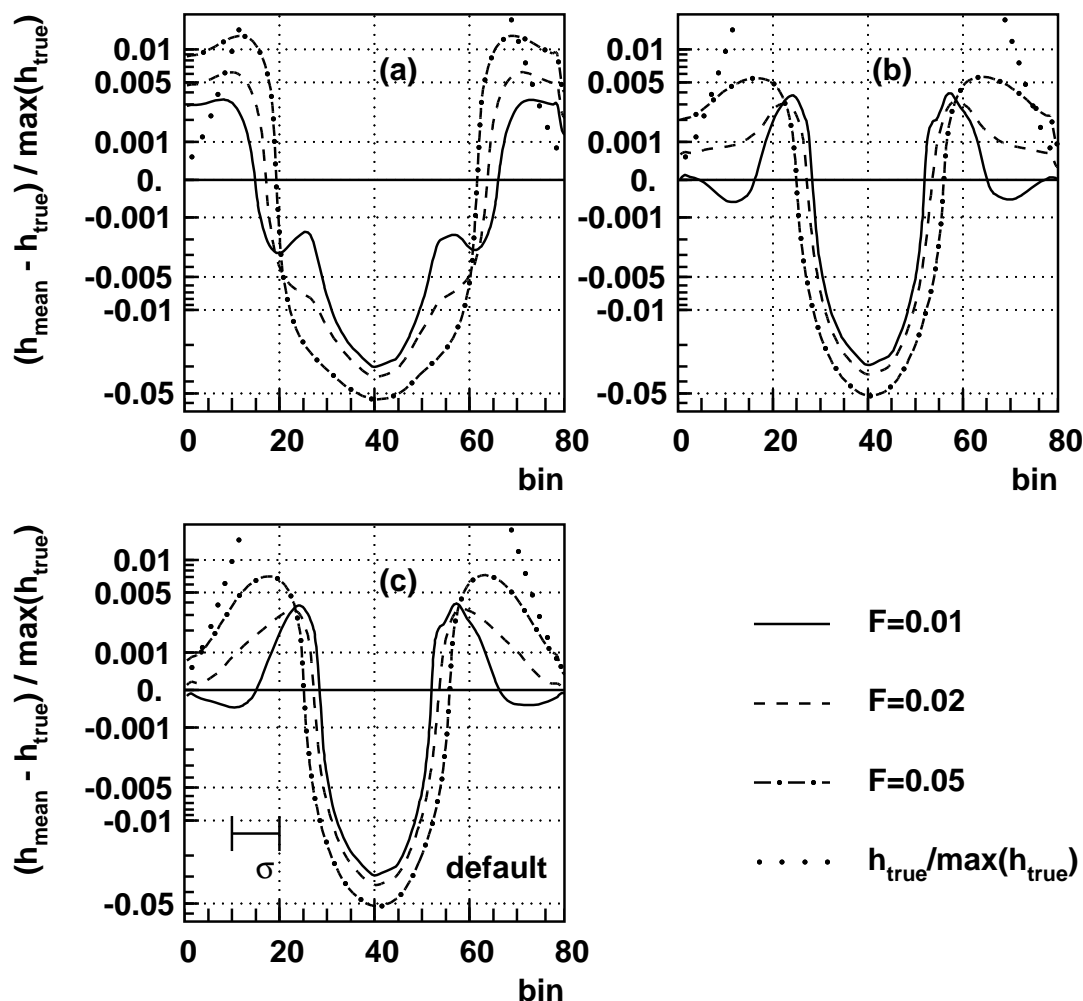 (h_mean - h_true) / max(h_true)
0.01
0.005
0.001
0.
-0.001
-0.005
-0.01
-0.05
(a)
0 20 40 60 80
bin
0.01
0.005
0.001
0.
-0.001
-0.005
-0.01
-0.05
(b)
0 20 40 60 80
bin
(h_mean - h_true) / max(h_true)
0.01
0.005
0.001
0.
-0.001
-0.005
-0.01
-0.05
(c)
σ
default
0 20 40 60 80
bin
F=0.01
F=0.02
F=0.05
h_true/max(h_true)